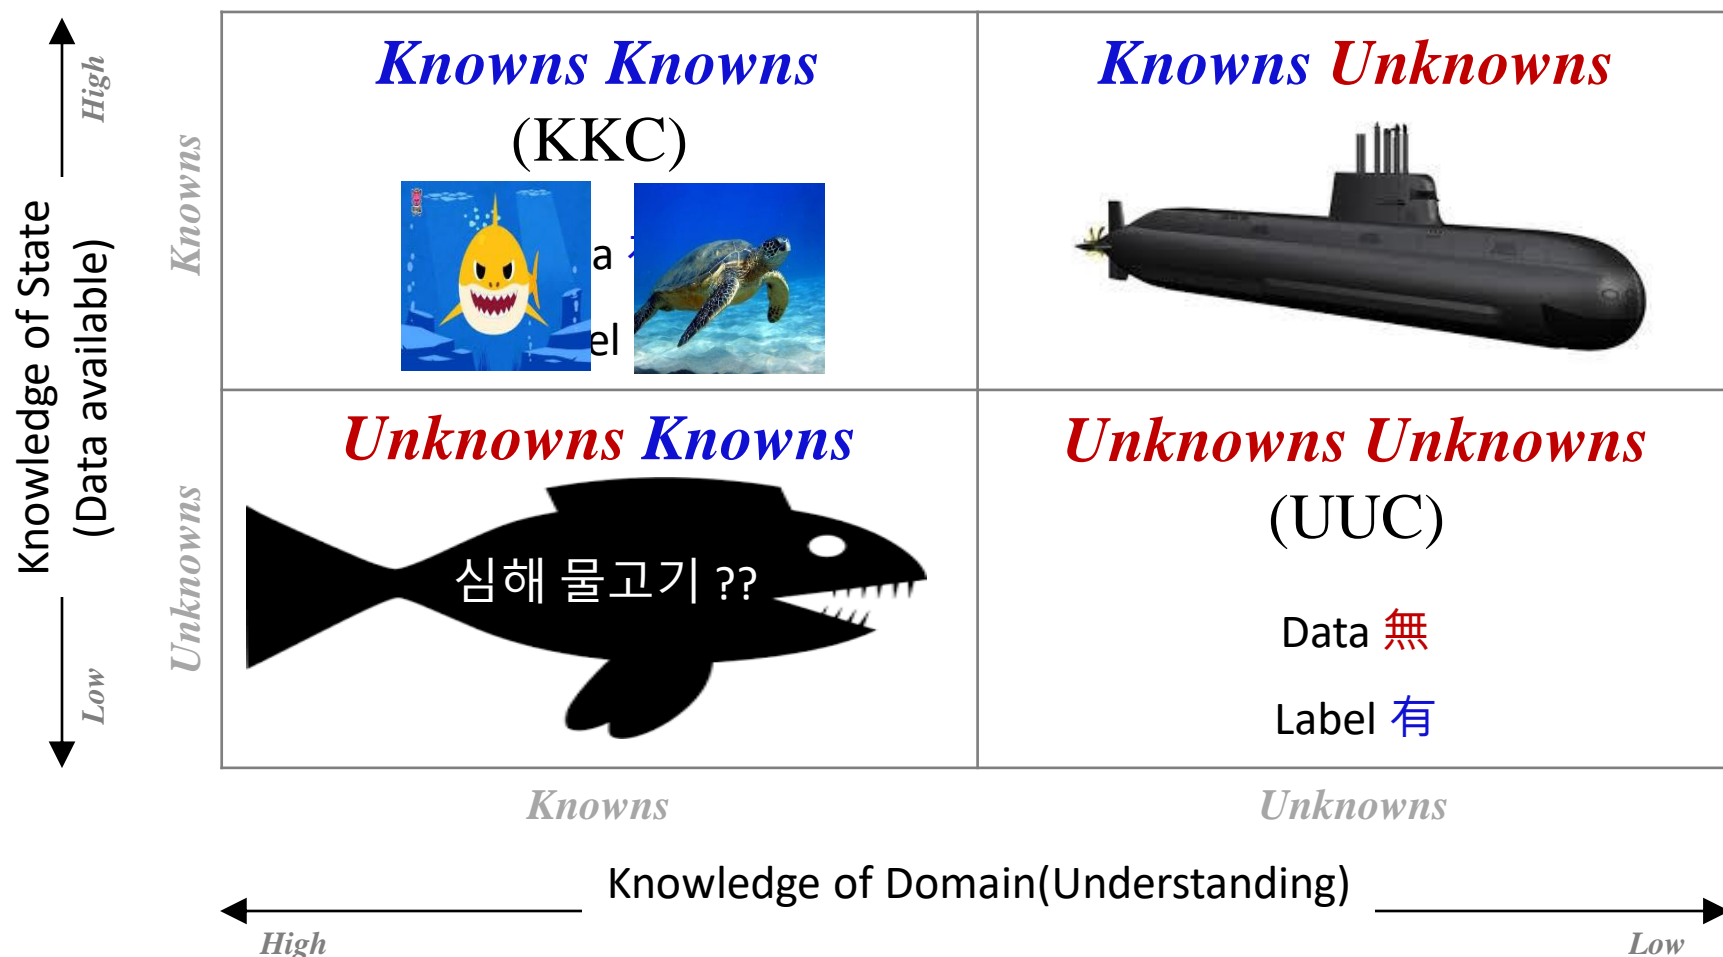 Knowns Knowns
(KKC)
a
el
Knowns Unknowns
Unknowns Knowns
심해 물고기 ??
Unknowns Unknowns
(UUC)
Data 無
Label 有
High
Knowns
Knowledge of State
(Data available)
Unknowns
Low
Knowns
Unknowns
Knowledge of Domain(Understanding)
High
Low